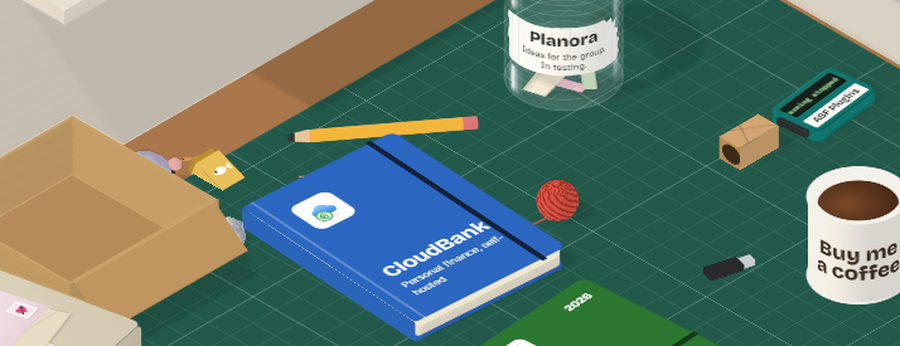 Planora
Ideas for the group.
In testing.
ASF Plugins
CloudBank
Personal finance, self-
hosted
Buy me
a coffee
2026